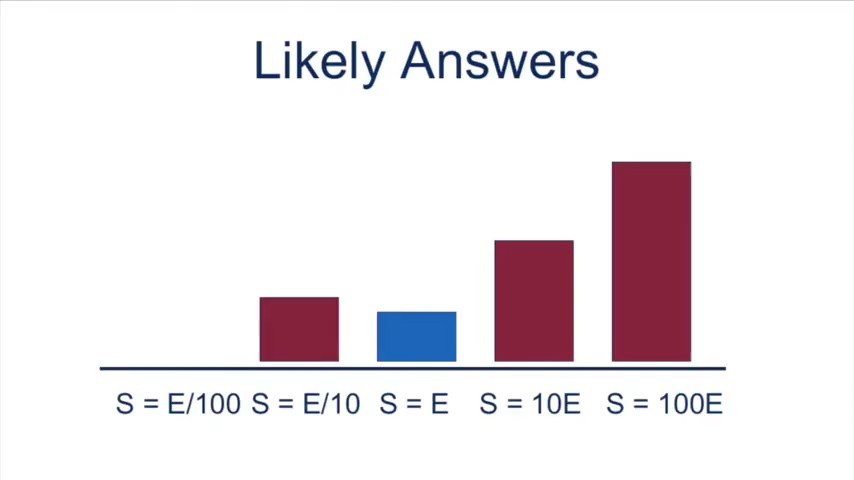 Likely Answers
S = E/100 S = E/10 S = E S = 10E S = 100E